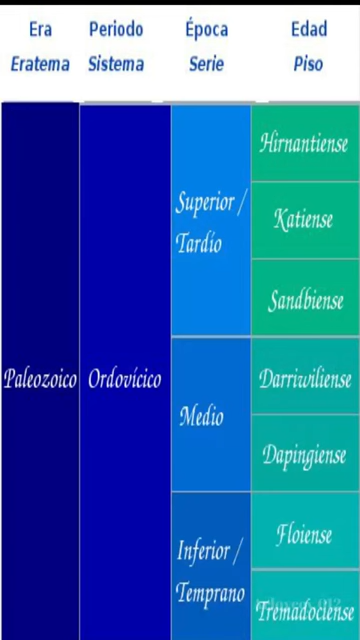 Era Periodo Época Edad
Eratema Sistema Serie Piso
Hirnantiense
Superior /
Tardío
Katiense
Sandbiense
Paleozoico Ordovícico
Darriwiliense
Medio
Dapingiense
Floiense
Inferior /
Temprano
Tremadociense